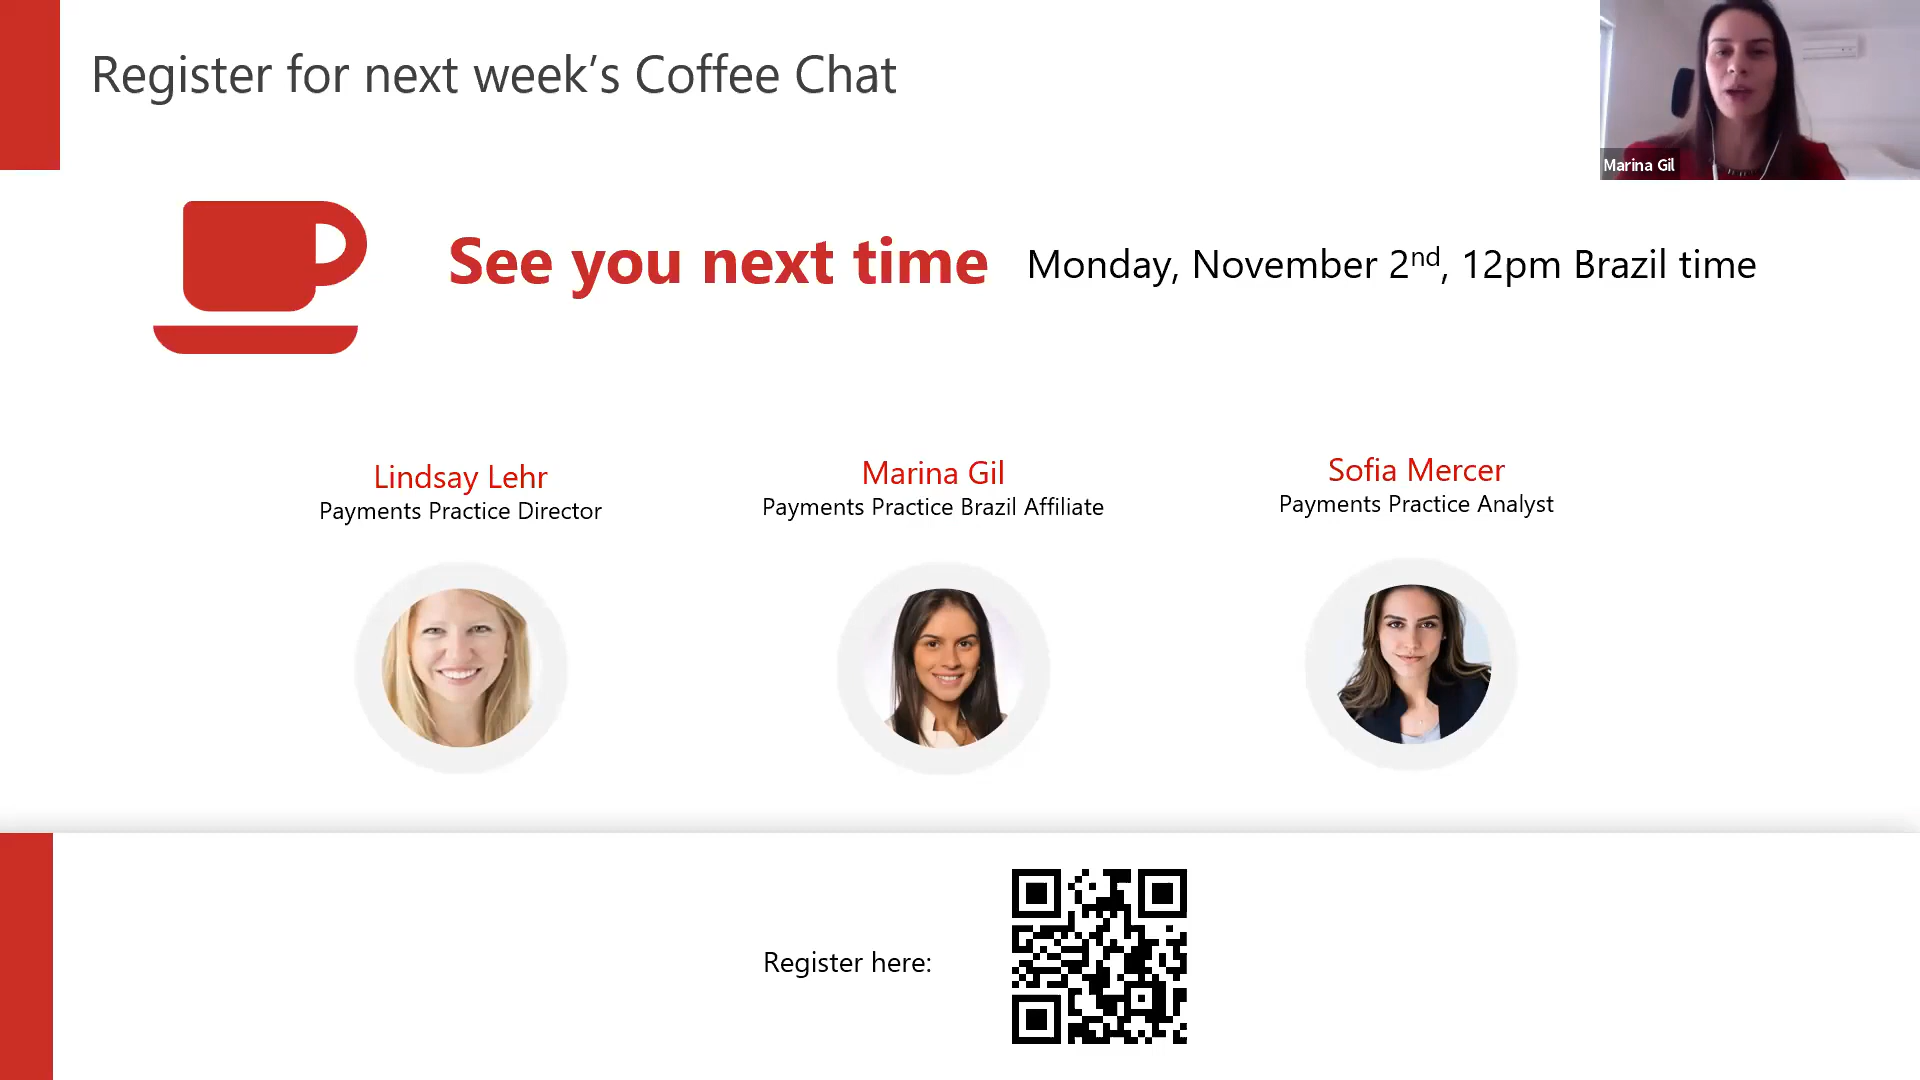 Register for next week’s Coffee Chat
Marina Gil
See you next time
Monday, November 2nd, 12pm Brazil time
Lindsay Lehr
Payments Practice Director
Marina Gil
Payments Practice Brazil Affiliate
Sofia Mercer
Payments Practice Analyst
Register here: